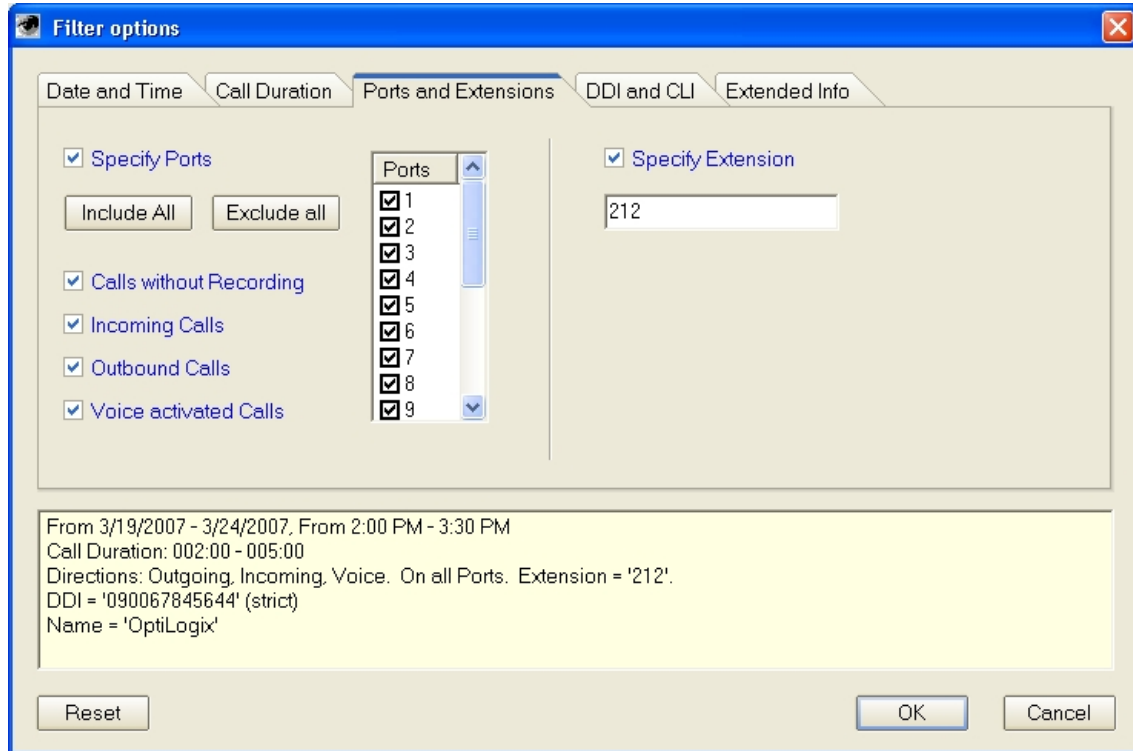 Filter options
Date and Time Call Duration Ports and Extensions DDI and CLI Extended Info
Specify Ports
Include All Exclude all
Calls without Recording
Incoming Calls
Outbound Calls
Voice activated Calls
Ports
1
2
3
4
5
6
7
8
9
Specify Extension
212
From 3/19/2007 - 3/24/2007, From 2:00 PM - 3:30 PM
Call Duration: 002:00 - 005:00
Directions: Outgoing, Incoming, Voice. On all Ports. Extension = '212'.
DDI = '090067845644' (strict)
Name = 'OptiLogix'
Reset OK Cancel